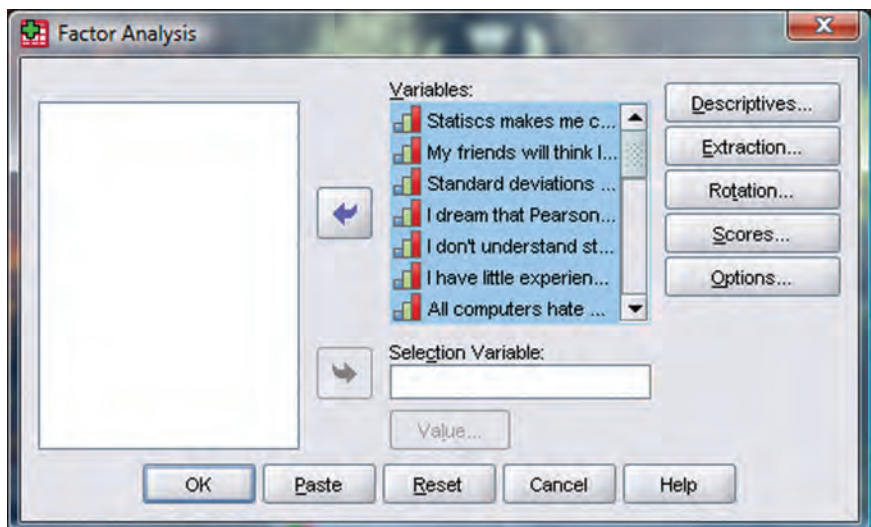 Factor Analysis
Variables:
Statiscs makes me c...
My friends will think I...
Standard deviations ...
I dream that Pearson...
I don't understand st...
I have little experien...
All computers hate ...
Descriptives...
Extraction...
Rotation...
Scores...
Options...
Selection Variable:
Value...
OK Paste Reset Cancel Help